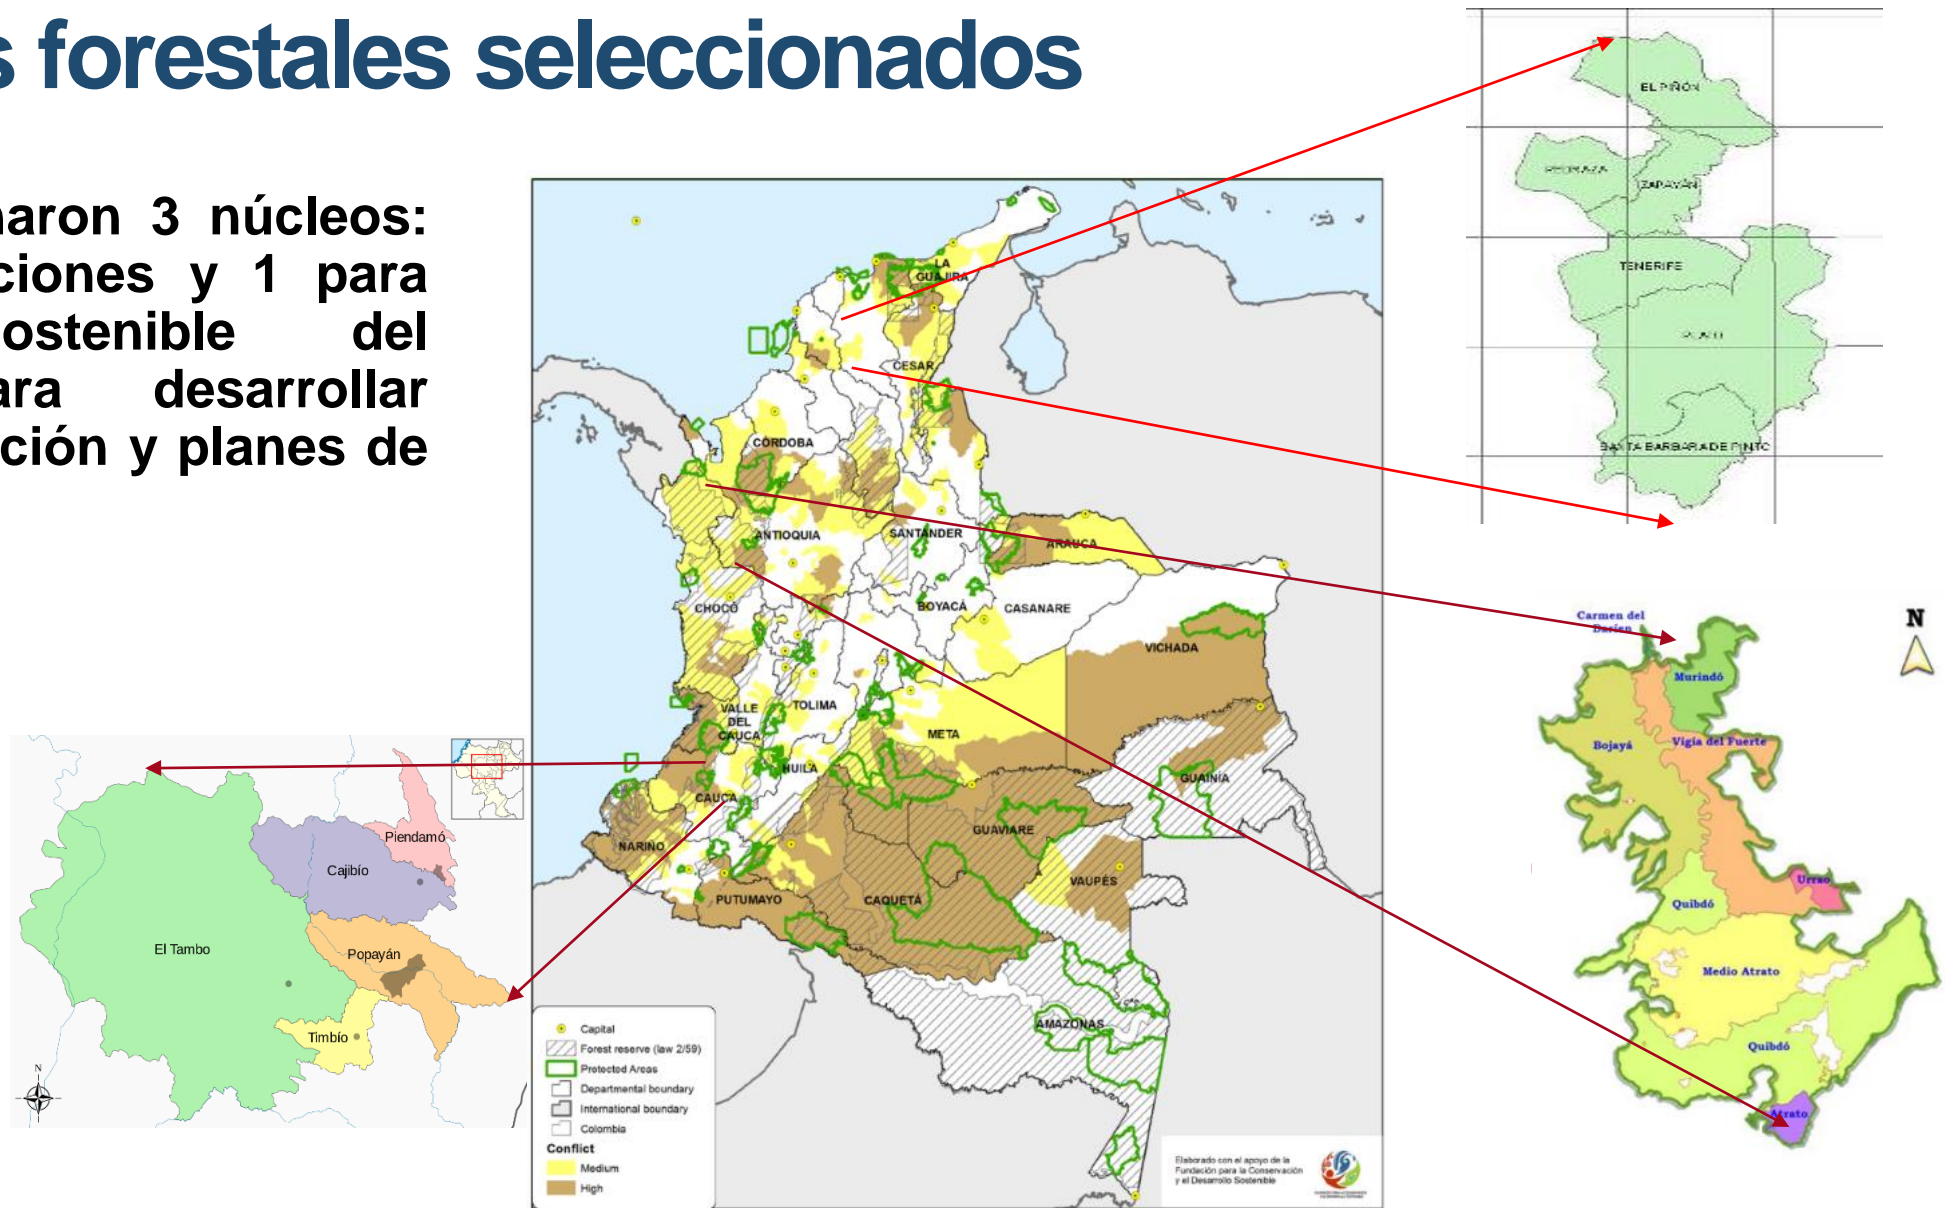 s forestales seleccionados
naron 3 núcleos:
ciones y 1 para
ostenible del
ara desarrollar
ción y planes de
EL PIÑÓN
PEDRAZA
ZAPAYÁN
TENERIFE
PLATO
SANTA BARBARA DE PINTO
LA
GUAJIRA
CESAR
CÓRDOBA
ANTIOQUIA
SANTANDER
ARAUCA
CHOCÓ
BOYACÁ
CASANARE
VICHADA
VALLE
DEL
CAUCA
TOLIMA
META
HUILA
GUAINÍA
CAUCA
GUAVIARE
NARIÑO
VAUPÉS
PUTUMAYO
CAQUETÁ
AMAZONAS
Capital
Forest reserve (law 2/59)
Protected Areas
Departmental boundary
International boundary
Colombia
Conflict
Medium
High
Elaborado con el apoyo de la
Fundación para la Conservación
y el Desarrollo Sostenible
Piendamó
Cajibío
El Tambo
Popayán
Timbío
N
N
Carmen del
Darien
Murindó
Bojayá
Vigía del Fuerte
Urrao
Quibdó
Medio Atrato
Quibdó
Atrato